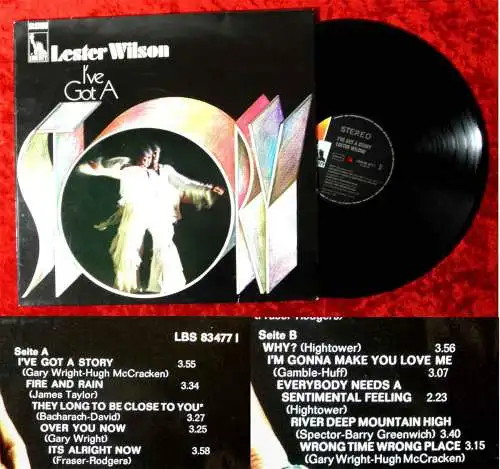 LIBERTY
Lester Wilson
I've
Got A
STORY
STEREO
I'VE GOT A STORY
LESTER WILSON
LBS 83477 I
Seite A
I'VE GOT A STORY 3.55
(Gary Wright-Hugh McCracken)
FIRE AND RAIN 3.34
(James Taylor)
THEY LONG TO BE CLOSE TO YOU"
(Bacharach-David) 3.27
OVER YOU NOW 3.25
(Gary Wright)
ITS ALRIGHT NOW 3.58
(Fraser-Rodgers)
Seite B
WHY? (Hightower) 3.56
I'M GONNA MAKE YOU LOVE ME
(Gamble-Huff) 3.07
EVERYBODY NEEDS A
SENTIMENTAL FEELING 2.23
(Hightower)
RIVER DEEP MOUNTAIN HIGH
(Spector-Barry Greenwich) 3.40
WRONG TIME WRONG PLACE 3.15
(Gary Wright-Hugh McCracken)